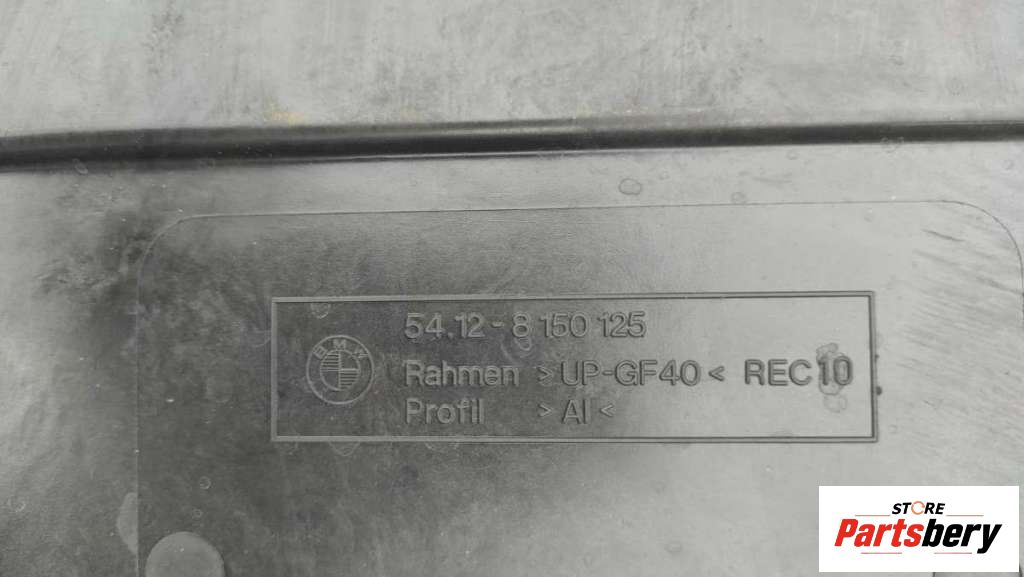 54.12 - 8 150 125
BMW
Rahmen >UP-GF40< REC10
Profil >Al<
STORE
Partsbery